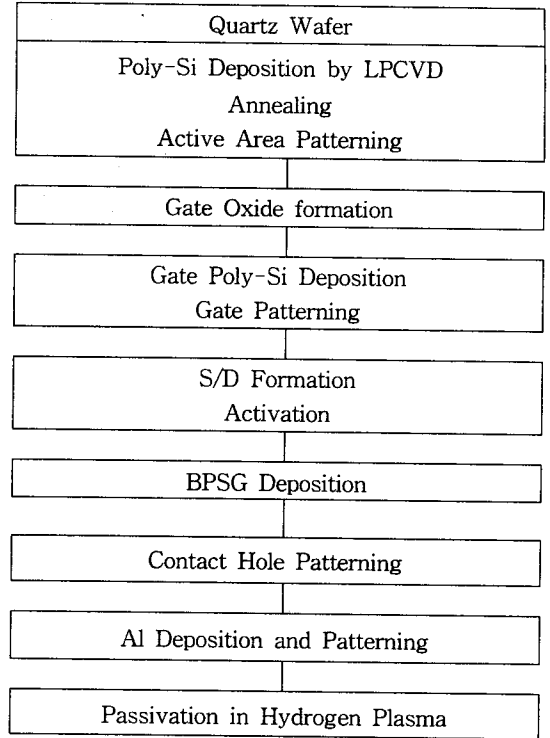 Quartz Wafer
Poly-Si Deposition by LPCVD
Annealing
Active Area Patterning
Gate Oxide formation
Gate Poly-Si Deposition
Gate Patterning
S/D Formation
Activation
BPSG Deposition
Contact Hole Patterning
Al Deposition and Patterning
Passivation in Hydrogen Plasma